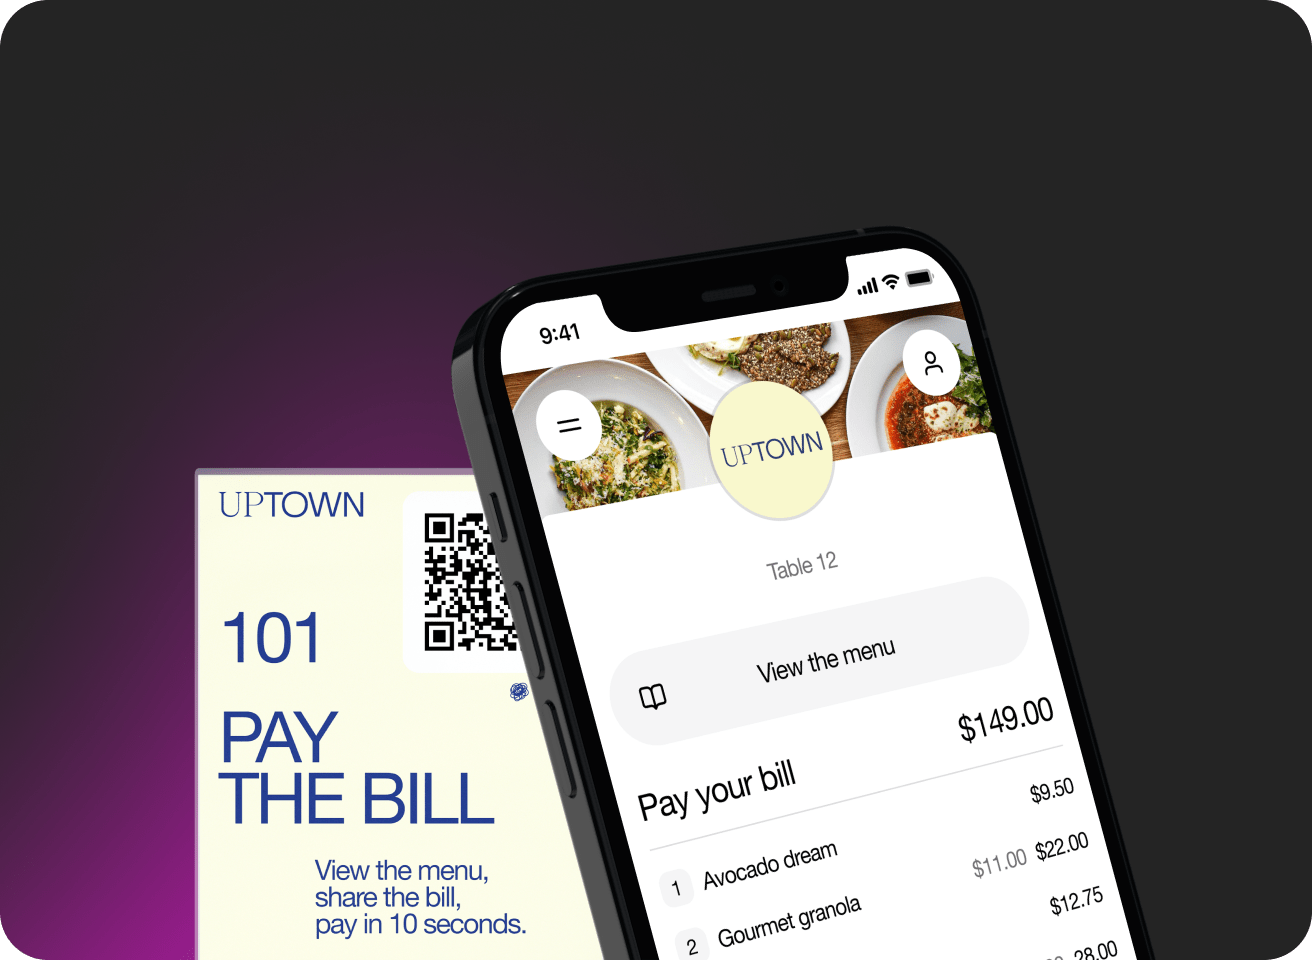 UPTOWN
101
PAY
THE BILL
View the menu,
share the bill,
pay in 10 seconds.
9:41
UPTOWN
Table 12
View the menu
Pay your bill $149.00
1 Avocado dream $9.50
2 Gourmet granola $11.00 $22.00
$12.75
28.00